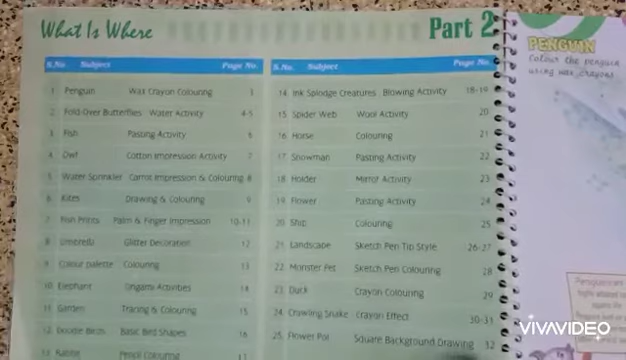 What Is Where
Part 2
S.No. Subject Page No.
1 Penguin Wax Crayon Colouring 3
2 Fold-Over Butterflies Water Activity 4-5
3 Fish Pasting Activity 6
4 Owl Cotton Impression Activity 7
5 Water Sprinkler Carrot Impression & Colouring 8
6 Kites Drawing & Colouring 9
7 Fish Prints Palm & Finger Impression 10-11
8 Umbrella Glitter Decoration 12
9 Colour palette Colouring 13
10 Elephant Origami Activities 14
11 Garden Tracing & Colouring 15
12 Doodle Birds Basic Bird Shapes 16
13 Rabbit Pencil Colouring 17
S.No. Subject Page No.
14 Ink Splodge Creatures Blowing Activity 18-19
15 Spider Web Wool Activity 20
16 Horse Colouring 21
17 Snowman Pasting Activity 22
18 Holder Mirror Activity 23
19 Flower Pasting Activity 24
20 Ship Colouring 25
21 Landscape Sketch Pen Tip Style 26-27
22 Monster Pet Sketch Pen Colouring 28
23 Duck Crayon Colouring 29
24 Crawling Snake Crayon Effect 30-31
25. Flower Pot Square Background Drawing 32
PENGUIN
Colour the penguin
using wax crayons.
VIVAVIDEO